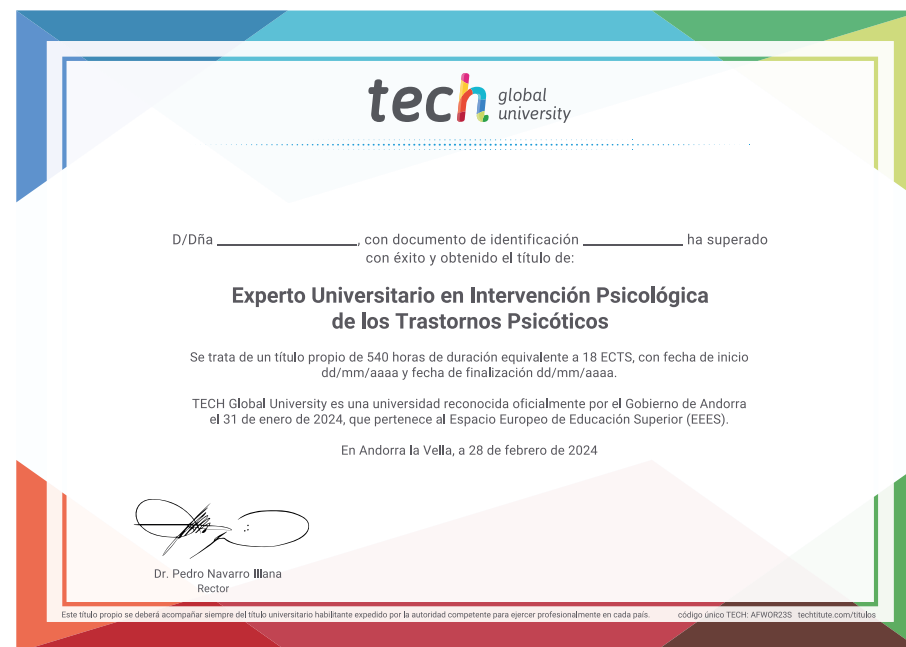 tech global
university
D/Dña ____________________, con documento de identificación ______________ ha superado
con éxito y obtenido el título de:
Experto Universitario en Intervención Psicológica
de los Trastornos Psicóticos
Se trata de un título propio de 540 horas de duración equivalente a 18 ECTS, con fecha de inicio
dd/mm/aaaa y fecha de finalización dd/mm/aaaa.
TECH Global University es una universidad reconocida oficialmente por el Gobierno de Andorra
el 31 de enero de 2024, que pertenece al Espacio Europeo de Educación Superior (EEES).
En Andorra la Vella, a 28 de febrero de 2024
Dr. Pedro Navarro Illana
Rector
Este título propio se deberá acompañar siempre del título universitario habilitante expedido por la autoridad competente para ejercer profesionalmente en cada país.
código único TECH: AFWOR23S techtitute.com/titulos